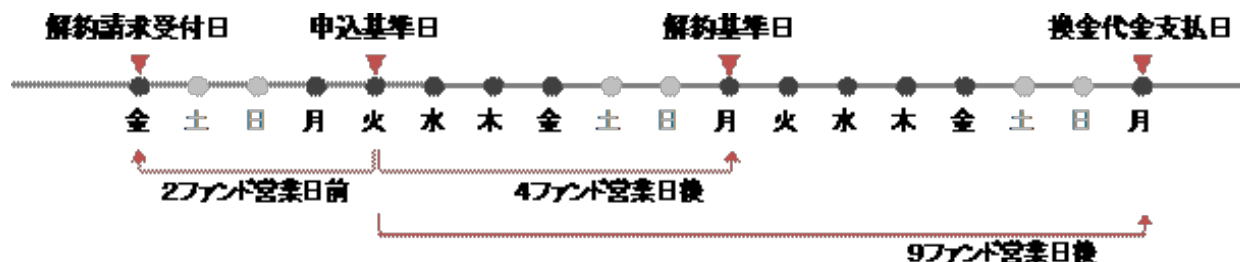 解約請求受付日 申込基準日 解約基準日 換金代金支払日
金 土 日 月 火 水 木 金 土 日 月 火 水 木 金 土 日 月
2ファンド営業日前 4ファンド営業日後
9ファンド営業日後